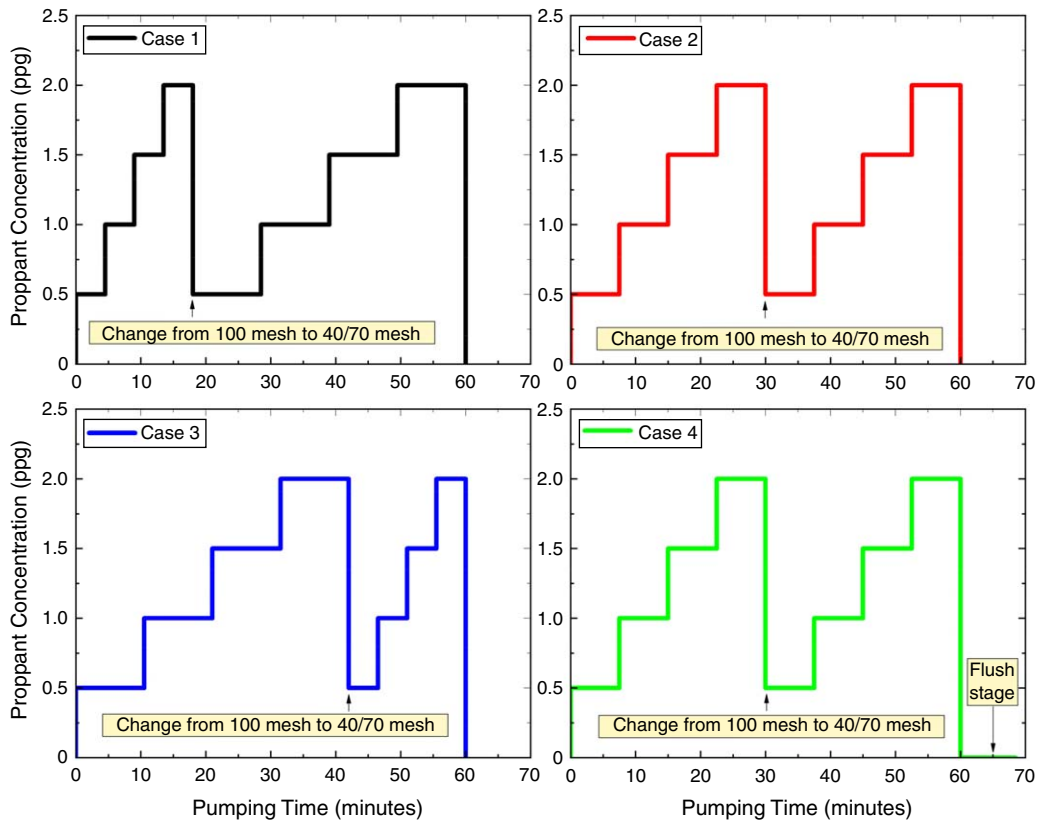 2.5
2.0
1.5
1.0
0.5
0
Proppant Concentration (ppg)
Case 1
Change from 100 mesh to 40/70 mesh
0 10 20 30 40 50 60 70
2.5
2.0
1.5
1.0
0.5
0
Case 2
Change from 100 mesh to 40/70 mesh
0 10 20 30 40 50 60 70
2.5
2.0
1.5
1.0
0.5
0
Proppant Concentration (ppg)
Case 3
Change from 100 mesh to 40/70 mesh
0 10 20 30 40 50 60 70
Pumping Time (minutes)
2.5
2.0
1.5
1.0
0.5
0
Case 4
Flush
stage
Change from 100 mesh to 40/70 mesh
0 10 20 30 40 50 60 70
Pumping Time (minutes)